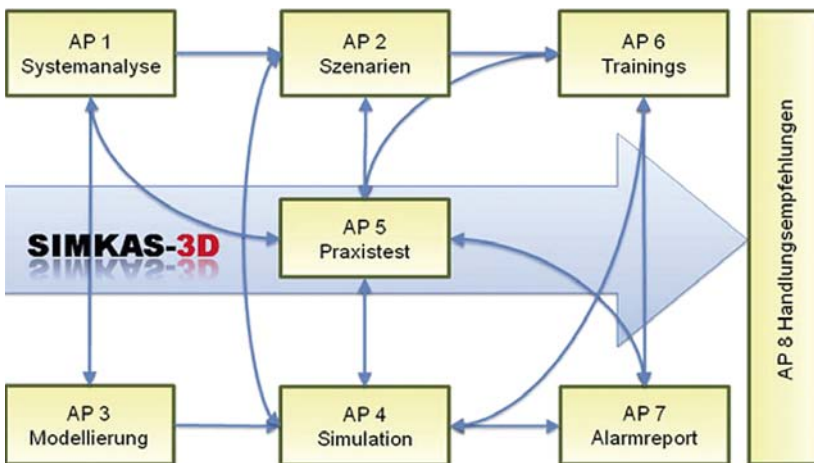 AP 1
Systemanalyse
AP 2
Szenarien
AP 6
Trainings
AP 8 Handlungsempfehlungen
SIMKAS-3D
AP 5
Praxistest
AP 3
Modellierung
AP 4
Simulation
AP 7
Alarmreport